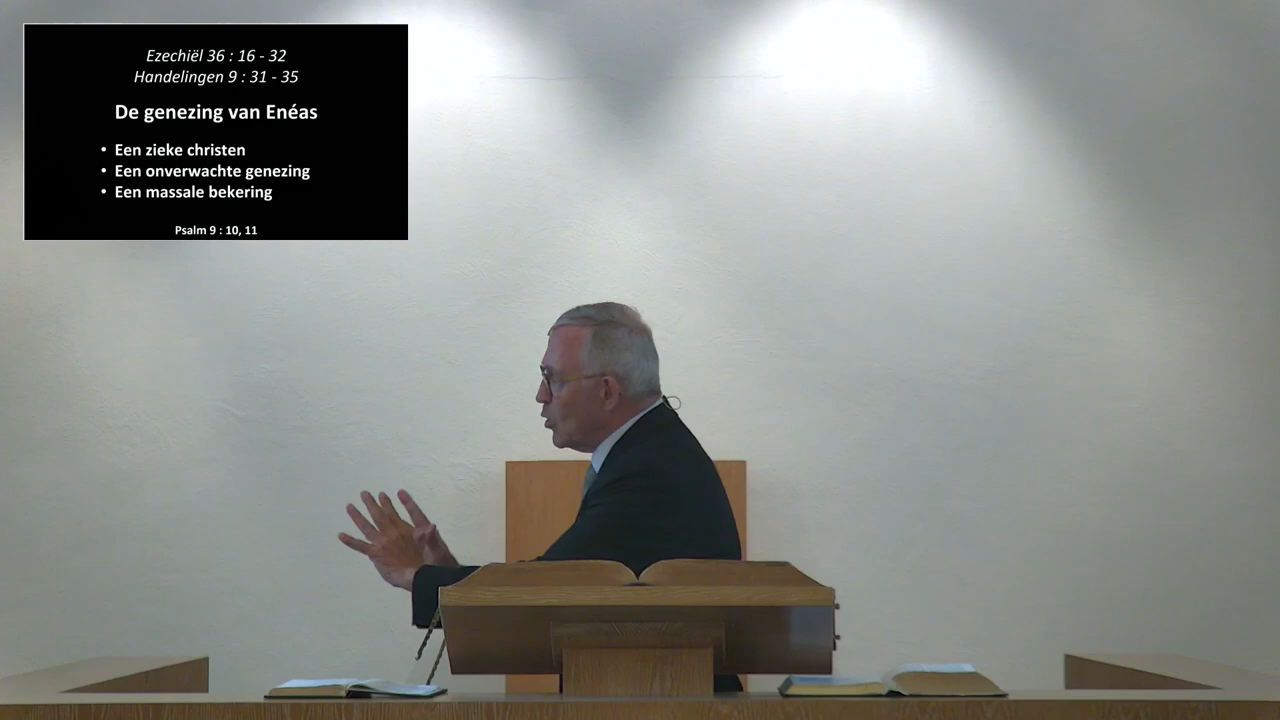 Ezechiël 36 : 16 - 32
Handelingen 9 : 31 - 35
De genezing van Enéas
• Een zieke christen
• Een onverwachte genezing
• Een massale bekering
Psalm 9 : 10, 11